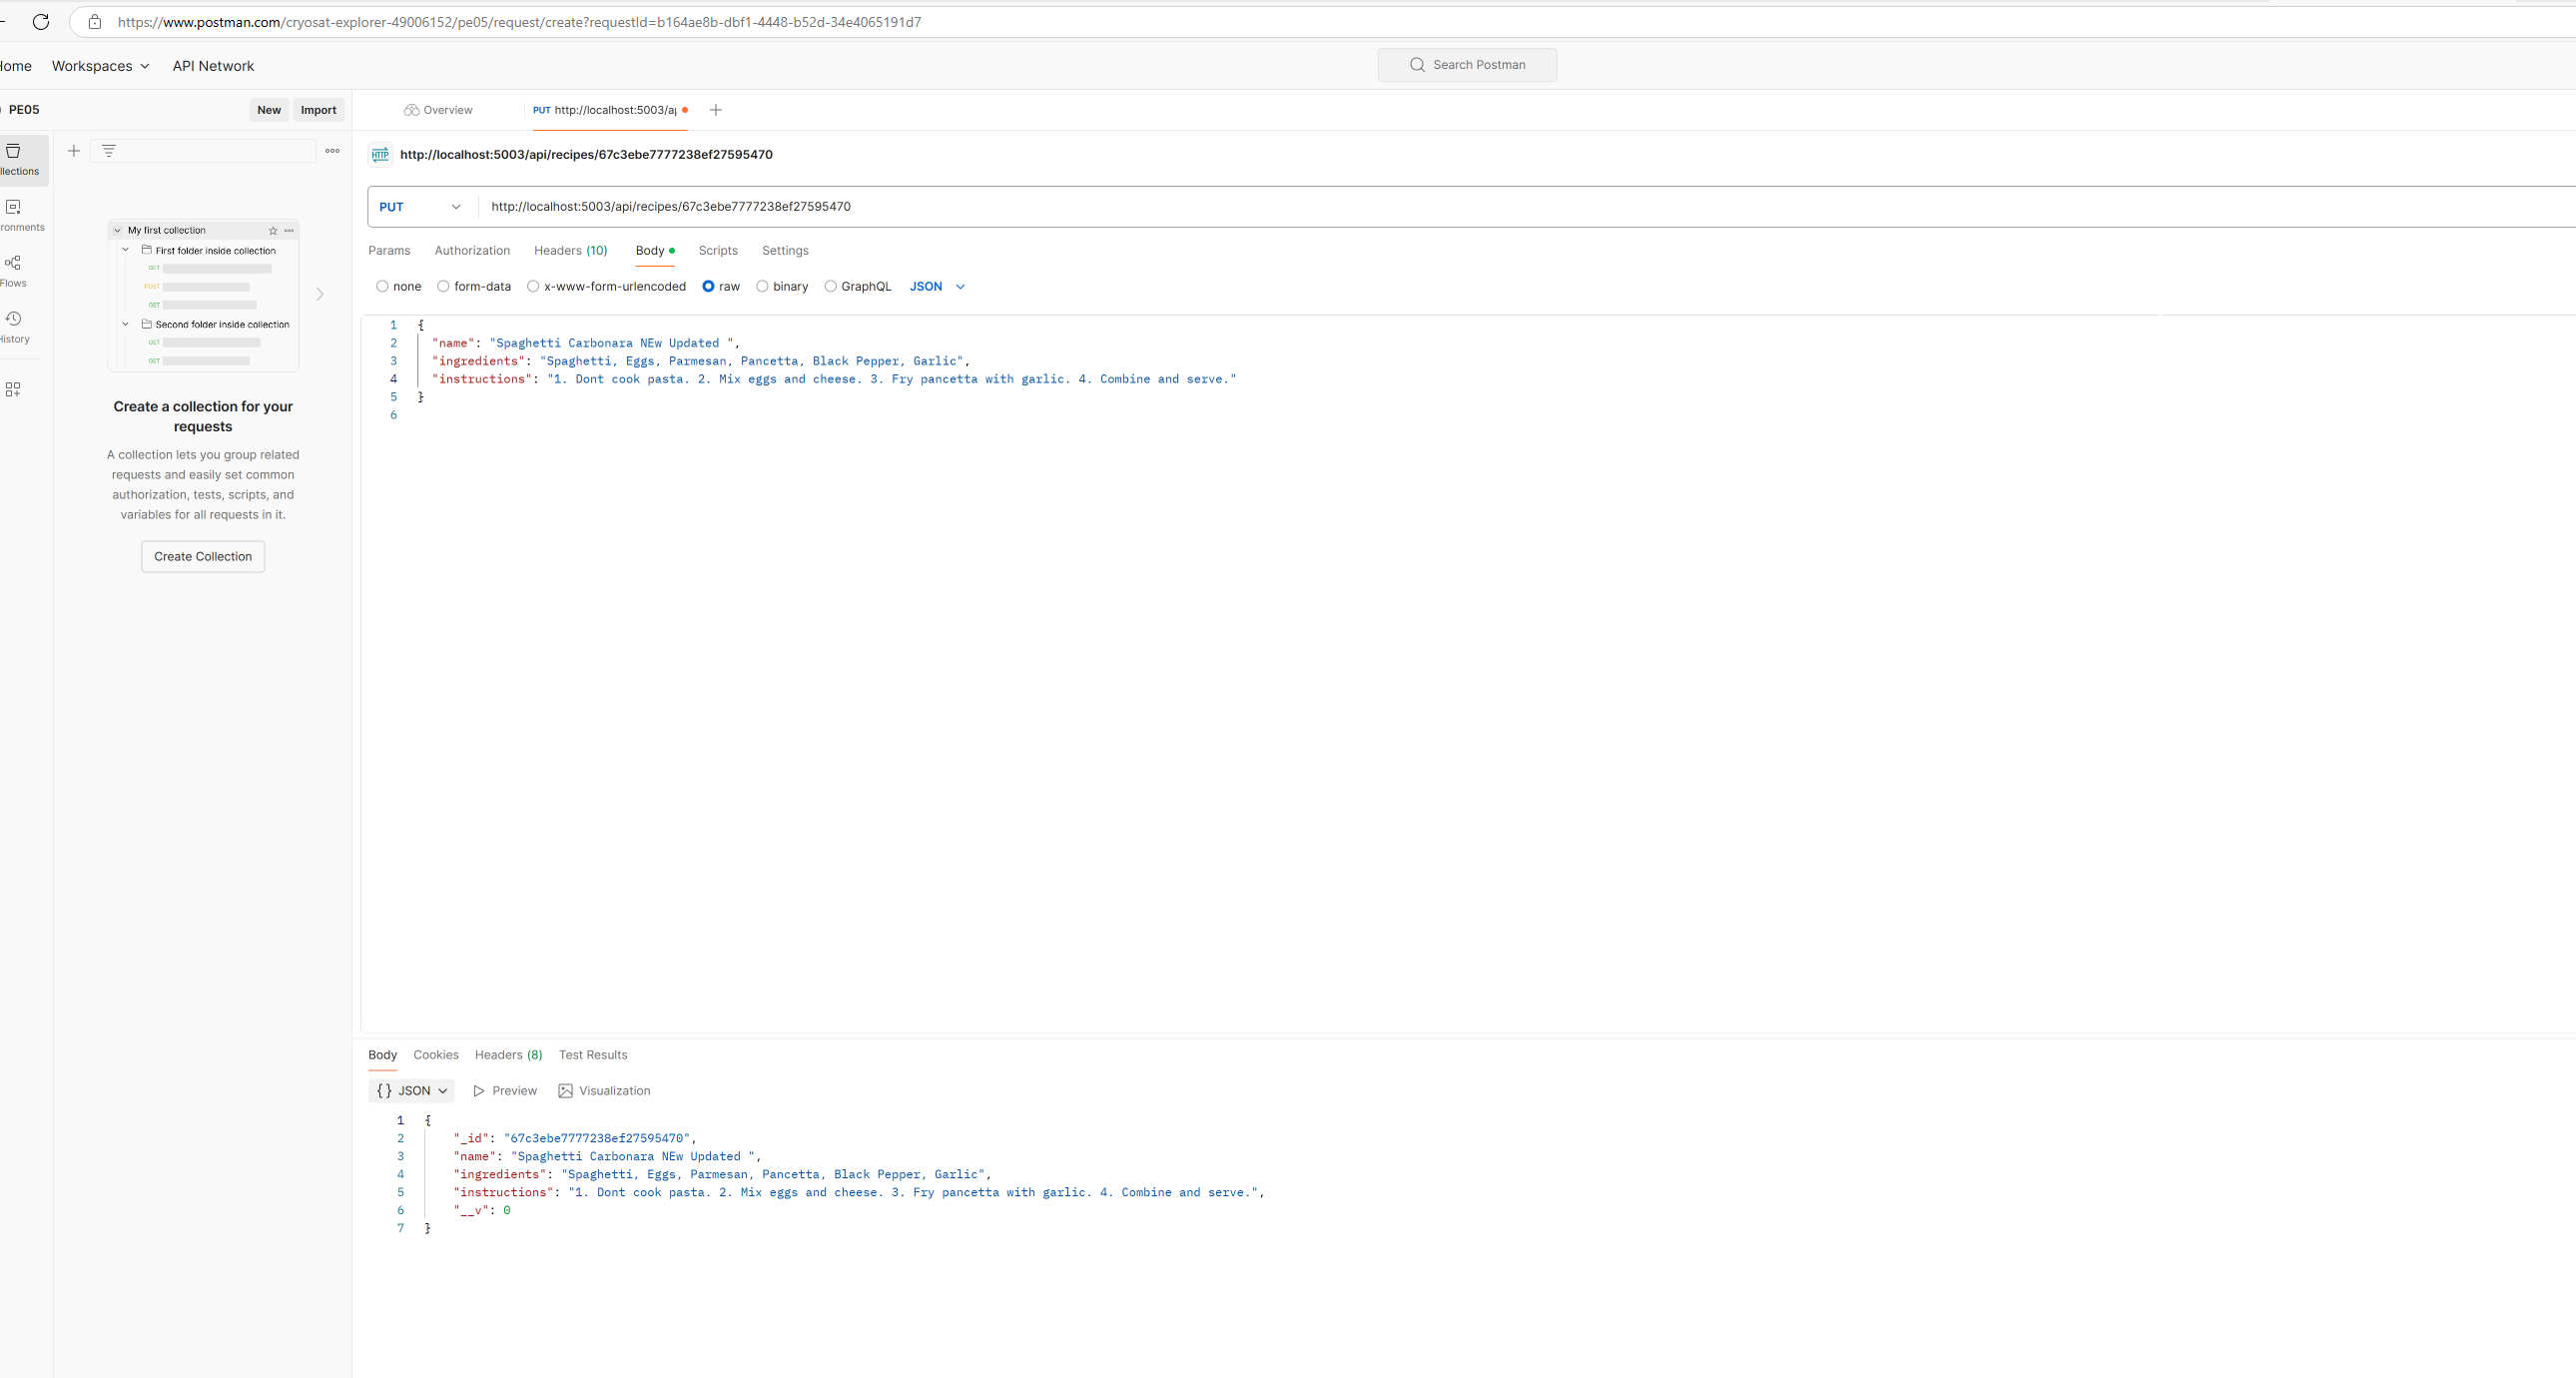 https://www.postman.com/cryosat-explorer-49006152/pe05/request/create?requestId=b164ae8b-dbf1-4448-b52d-34e4065191d7
Home Workspaces API Network
Search Postman
PE05 New Import
Overview
PUT http://localhost:5003/ap
llections
ronments
Flows
History
My first collection
First folder inside collection
GET
POST
GET
Second folder inside collection
GET
GET
Create a collection for your
requests
A collection lets you group related
requests and easily set common
authorization, tests, scripts, and
variables for all requests in it.
Create Collection
HTTP http://localhost:5003/api/recipes/67c3ebe7777238ef27595470
PUT http://localhost:5003/api/recipes/67c3ebe7777238ef27595470
Params Authorization Headers (10) Body Scripts Settings
none form-data x-www-form-urlencoded raw binary GraphQL JSON
1 {
2 "name": "Spaghetti Carbonara NEw Updated ",
3 "ingredients": "Spaghetti, Eggs, Parmesan, Pancetta, Black Pepper, Garlic",
4 "instructions": "1. Dont cook pasta. 2. Mix eggs and cheese. 3. Fry pancetta with garlic. 4. Combine and serve."
5 }
6
Body Cookies Headers (8) Test Results
{} JSON Preview Visualization
1 {
2 "_id": "67c3ebe7777238ef27595470",
3 "name": "Spaghetti Carbonara NEw Updated ",
4 "ingredients": "Spaghetti, Eggs, Parmesan, Pancetta, Black Pepper, Garlic",
5 "instructions": "1. Dont cook pasta. 2. Mix eggs and cheese. 3. Fry pancetta with garlic. 4. Combine and serve.",
6 "__v": 0
7 }